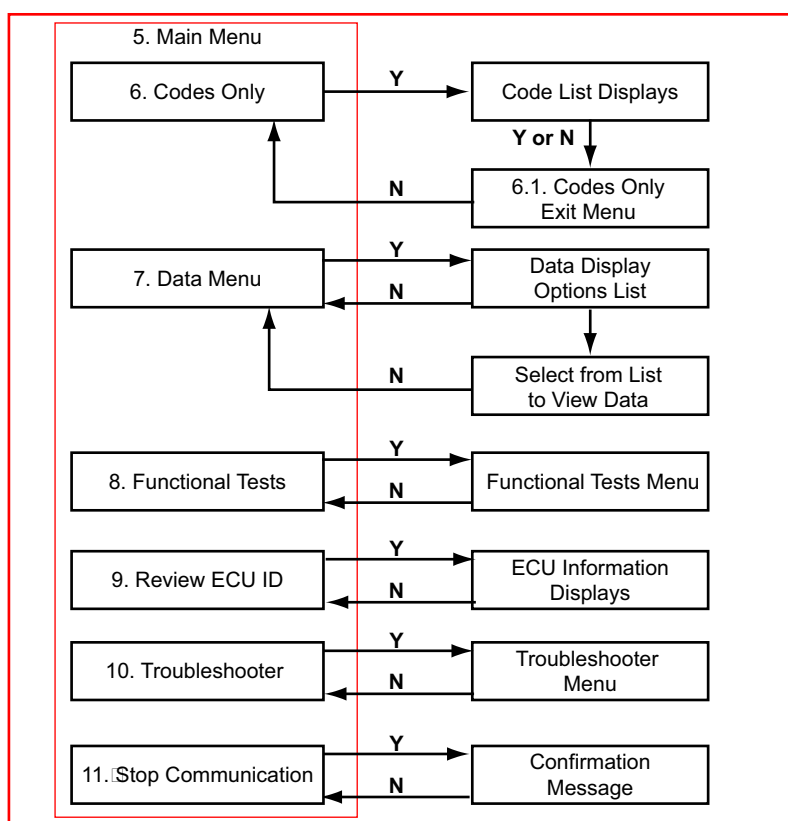 5. Main Menu
6. Codes Only
Y
Code List Displays
Y or N
N
6.1. Codes Only
Exit Menu
7. Data Menu
Y
N
Data Display
Options List
N
Select from List
to View Data
8. Functional Tests
Y
N
Functional Tests Menu
9. Review ECU ID
Y
N
ECU Information
Displays
10. Troubleshooter
Y
N
Troubleshooter
Menu
11. Stop Communication
Y
N
Confirmation
Message